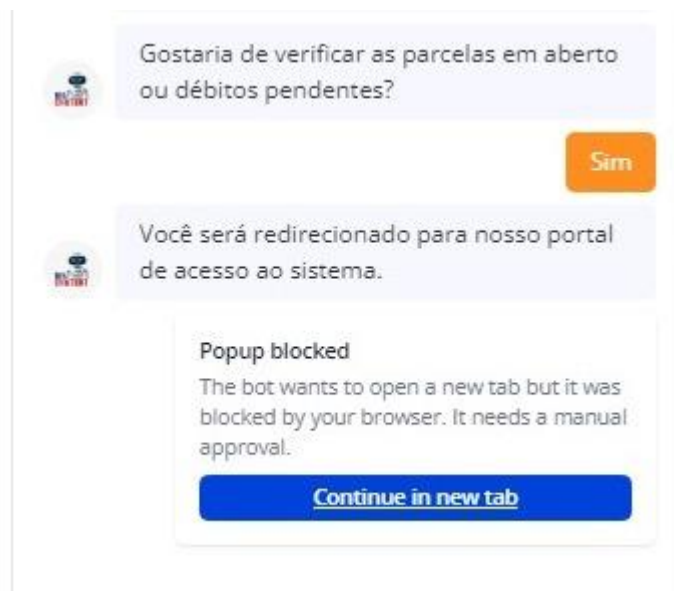 Gostaria de verificar as parcelas em aberto
ou débitos pendentes?
Sim
Você será redirecionado para nosso portal
de acesso ao sistema.
Popup blocked
The bot wants to open a new tab but it was
blocked by your browser. It needs a manual
approval.
Continue in new tab